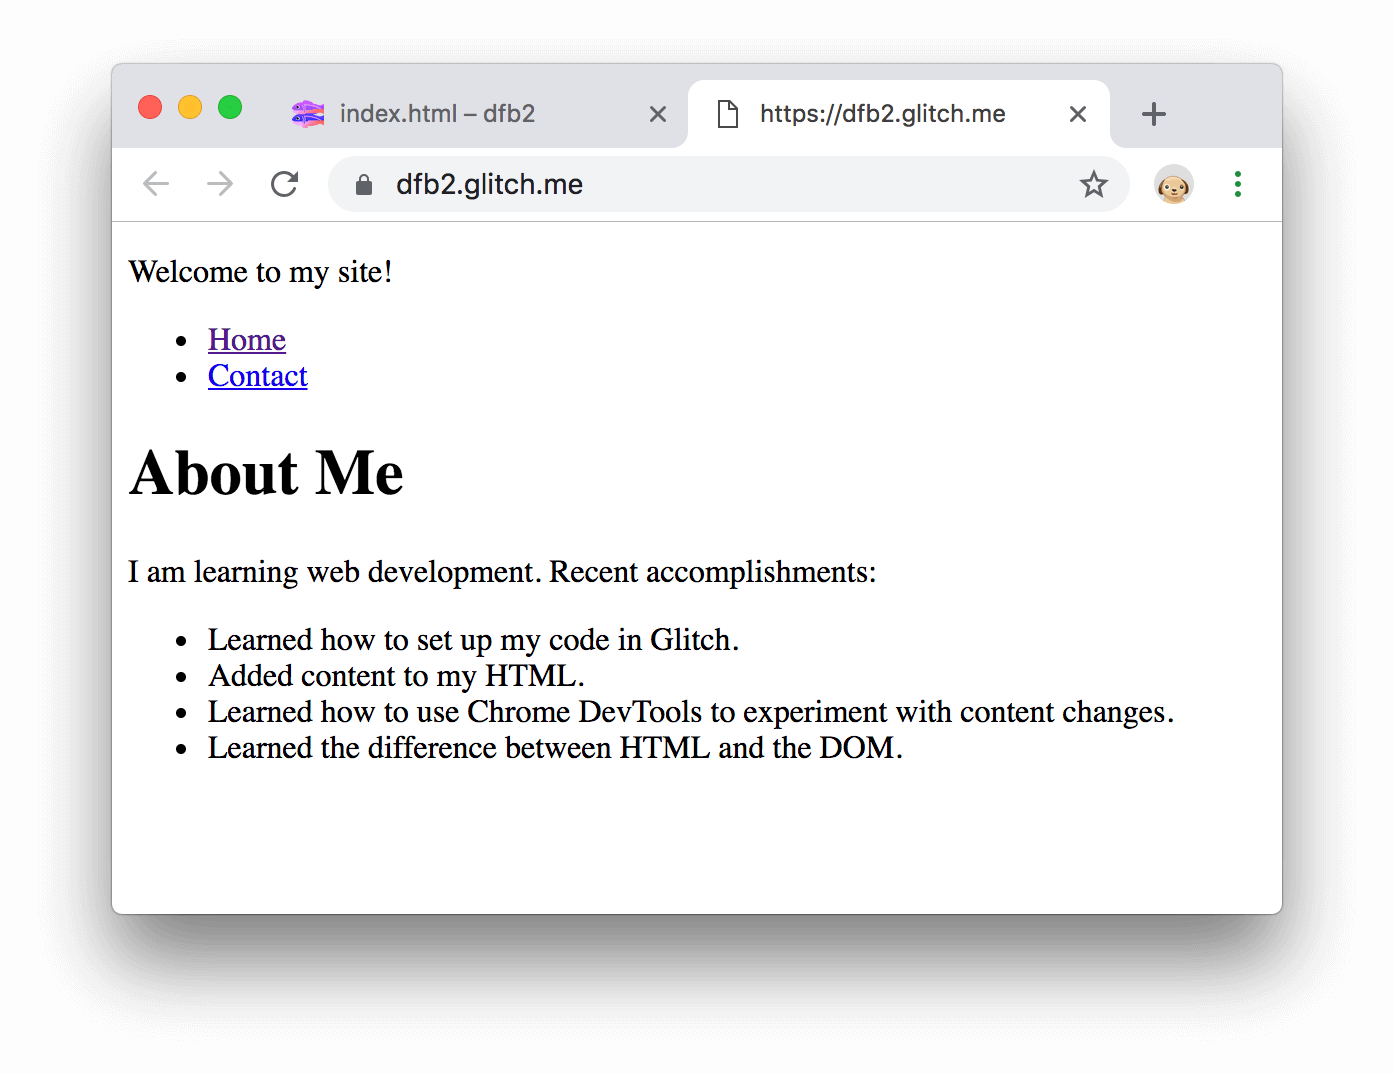 index.html – dfb2
https://dfb2.glitch.me
dfb2.glitch.me
Welcome to my site!
Home
Contact
About Me
I am learning web development. Recent accomplishments:
Learned how to set up my code in Glitch.
Added content to my HTML.
Learned how to use Chrome DevTools to experiment with content changes.
Learned the difference between HTML and the DOM.